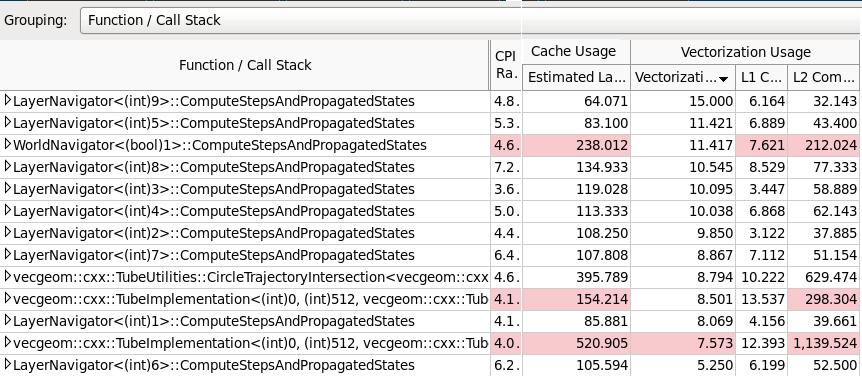 Grouping: Function / Call Stack
Function / Call Stack CPI Ra. Cache Usage Vectorization Usage
Estimated La... Vectorizati... L1 C... L2 Com...
LayerNavigator<(int)9>::ComputeStepsAndPropagatedStates 4.8. 64.071 15.000 6.164 32.143
LayerNavigator<(int)5>::ComputeStepsAndPropagatedStates 5.3. 83.100 11.421 6.889 43.400
WorldNavigator<(bool)1>::ComputeStepsAndPropagatedStates 4.6. 238.012 11.417 7.621 212.024
LayerNavigator<(int)8>::ComputeStepsAndPropagatedStates 7.2. 134.933 10.545 8.529 77.333
LayerNavigator<(int)3>::ComputeStepsAndPropagatedStates 3.6. 119.028 10.095 3.447 58.889
LayerNavigator<(int)4>::ComputeStepsAndPropagatedStates 5.0. 113.333 10.038 6.868 62.143
LayerNavigator<(int)2>::ComputeStepsAndPropagatedStates 4.4. 108.250 9.850 3.122 37.885
LayerNavigator<(int)7>::ComputeStepsAndPropagatedStates 6.4. 107.808 8.867 7.112 51.154
vecgeom::cxx::TubeUtilities::CircleTrajectoryIntersection<vecgeom::cxx 4.6. 395.789 8.794 10.222 629.474
vecgeom::cxx::TubeImplementation<(int)0, (int)512, vecgeom::cxx::Tub 4.1. 154.214 8.501 13.537 298.304
LayerNavigator<(int)1>::ComputeStepsAndPropagatedStates 4.1. 85.881 8.069 4.156 39.661
vecgeom::cxx::TubeImplementation<(int)0, (int)512, vecgeom::cxx::Tub 4.0. 520.905 7.573 12.393 1,139.524
LayerNavigator<(int)6>::ComputeStepsAndPropagatedStates 6.2. 105.594 5.250 6.199 52.500